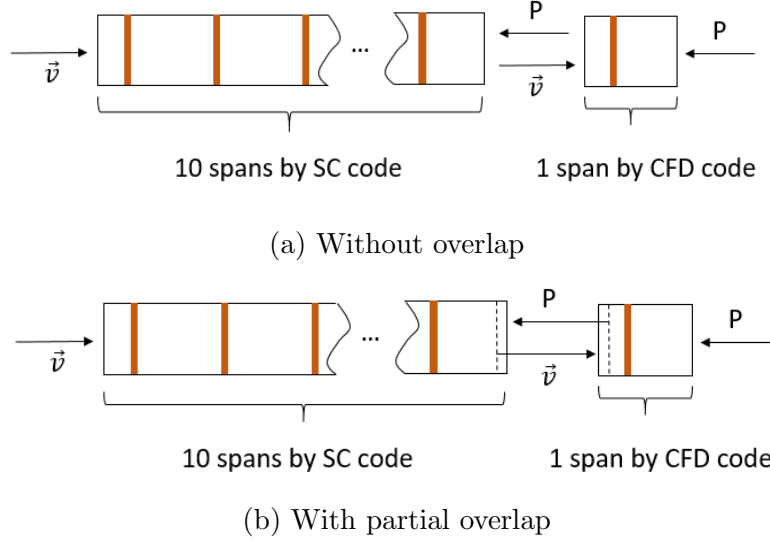 P
P
...
v⃗
v⃗
10 spans by SC code
1 span by CFD code
(a) Without overlap
P
P
...
v⃗
v⃗
10 spans by SC code
1 span by CFD code
(b) With partial overlap